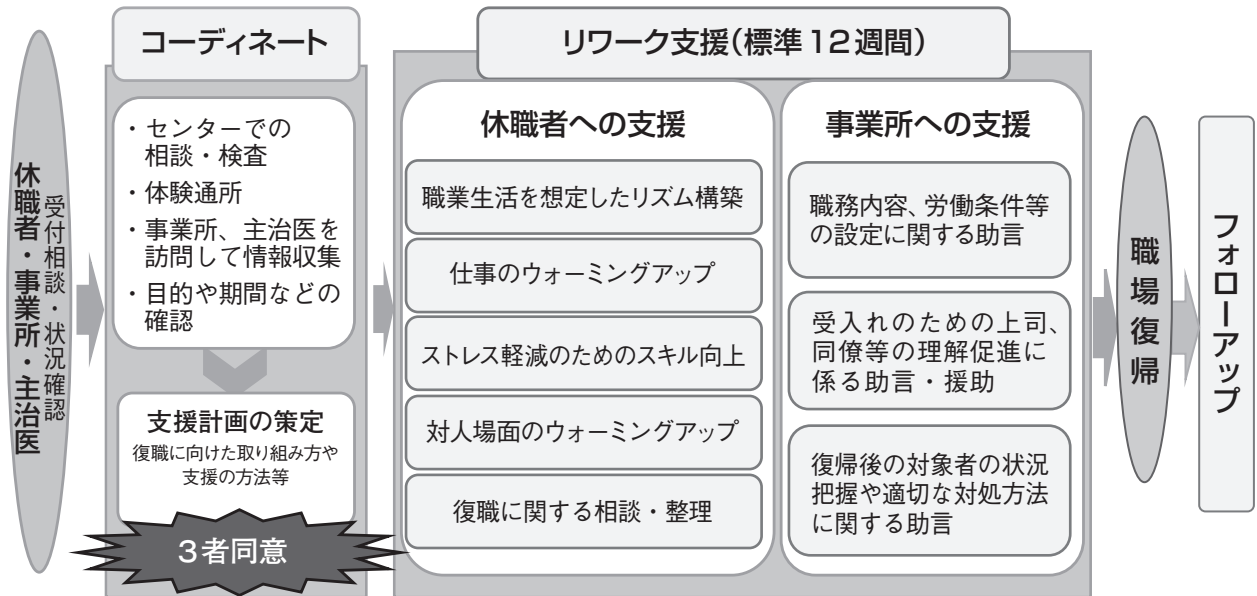 休職者・事業所・主治医
受付相談・状況確認
コーディネート
・センターでの
相談・検査
・体験通所
・事業所、主治医を
訪問して情報収集
・目的や期間などの
確認
支援計画の策定
復職に向けた取り組み方や
支援の方法等
3者同意
リワーク支援(標準12週間)
休職者への支援
職業生活を想定したリズム構築
仕事のウォーミングアップ
ストレス軽減のためのスキル向上
対人場面のウォーミングアップ
復職に関する相談・整理
事業所への支援
職務内容、労働条件等
の設定に関する助言
受入れのための上司、
同僚等の理解促進に
係る助言・援助
復帰後の対象者の状況
把握や適切な対処方法
に関する助言
職場復帰
フォローアップ